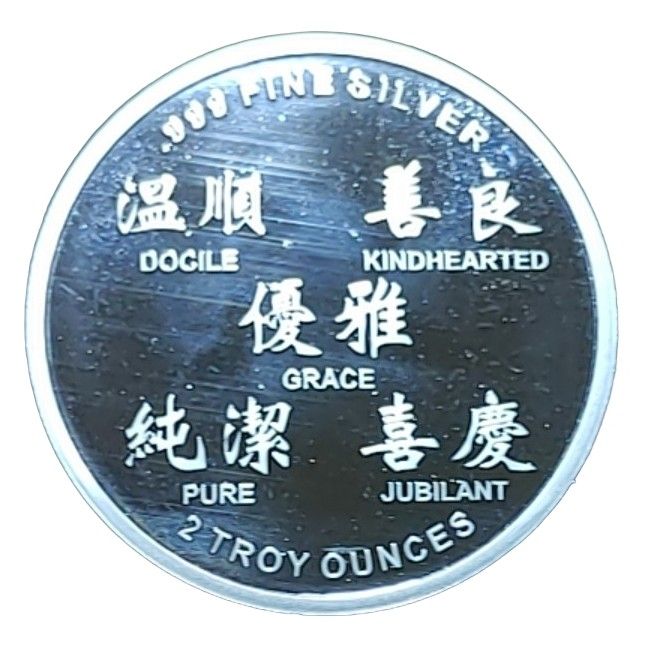 .999 FINE SILVER
溫順 善良
DOCILE KINDHEARTED
優雅
GRACE
純潔 喜慶
PURE JUBILANT
2 TROY OUNCES